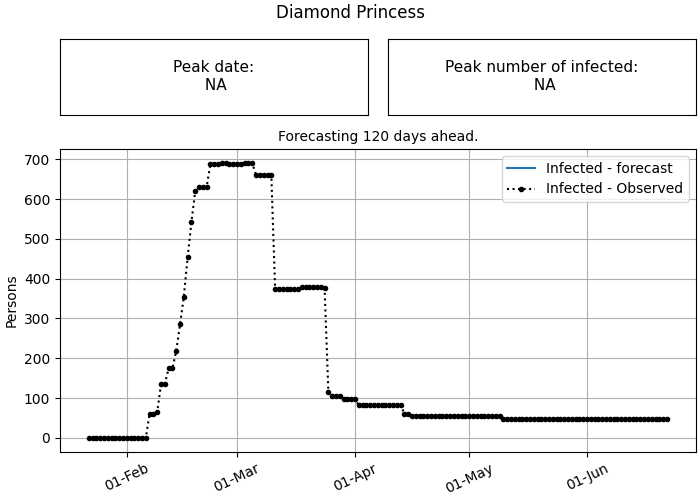 Diamond Princess
Peak date:
NA
Peak number of infected:
NA
Forecasting 120 days ahead.
Infected - forecast
Infected - Observed
Persons
700
600
500
400
300
200
100
0
01-Feb
01-Mar
01-Apr
01-May
01-Jun